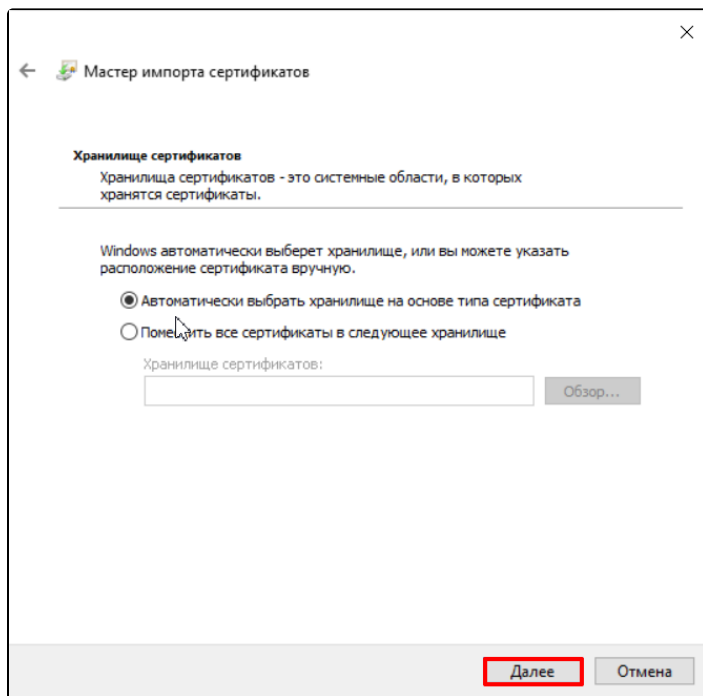 Мастер импорта сертификатов
Хранилище сертификатов
Хранилища сертификатов - это системные области, в которых
хранятся сертификаты.
Windows автоматически выберет хранилище, или вы можете указать
расположение сертификата вручную.
Автоматически выбрать хранилище на основе типа сертификата
Поместить все сертификаты в следующее хранилище
Хранилище сертификатов:
Обзор...
Далее
Отмена